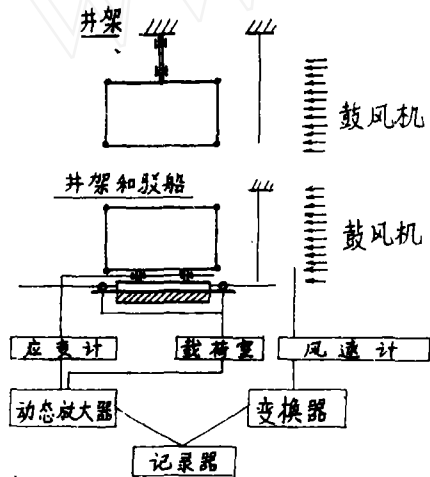 井架
鼓风机
井架和驳船
鼓风机
应变计
载荷室
风速计
动态放大器
变换器
记录器